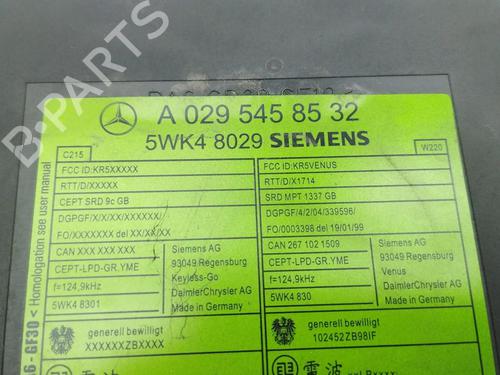 A 029 545 85 32
5WK4 8029 SIEMENS
C215
W220
FCC ID:KR5XXXXX
RTT/D/XXXXX
CEPT SRD 9c GB
DGPGF/X/X/XX/XXXXXX/
FO/XXXXXXX del XX/XX/XX
CAN XXX XXX XXX
CEPT-LPD-GR.YME
f=124,9kHz
5WK4 8301
Siemens AG
93049 Regensburg
Keyless-Go
DaimlerChrysler AG
Made in Germany
generell bewilligt
XXXXXXZBXXXX
FCC ID:KR5VENUS
RTT/D/X1714
SRD MPT 1337 GB
DGPGF/4/2/04/339596/
FO/0003398 del 19/01/99
CAN 267 102 1509
CEPT-LPD-GR.YME
f=124,9kHz
5WK4 830
Siemens AG
93049 Regensburg
Venus
DaimlerChrysler AG
Made in Germany
generell bewilligt
102452ZB98IF
電波
電波
-GF30 < Homologation see user manual
B-PARTS